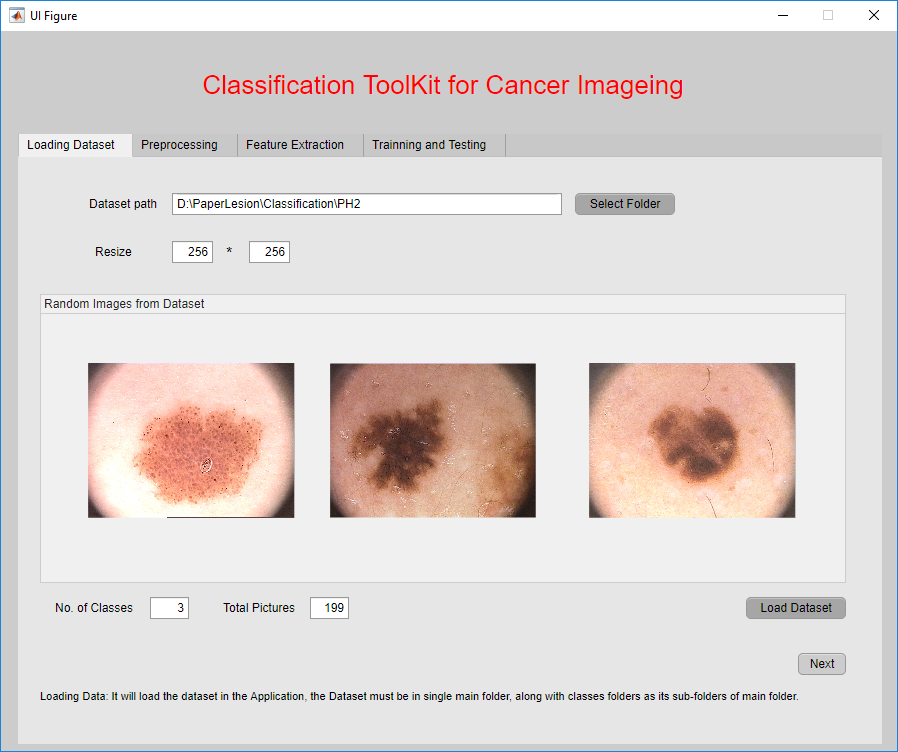 UI Figure
Classification ToolKit for Cancer Imageing
Loading Dataset Preprocessing Feature Extraction Trainning and Testing
Dataset path D:\PaperLesion\Classification\PH2 Select Folder
Resize 256 * 256
Random Images from Dataset
No. of Classes 3 Total Pictures 199 Load Dataset
Next
Loading Data: It will load the dataset in the Application, the Dataset must be in single main folder, along with classes folders as its sub-folders of main folder.